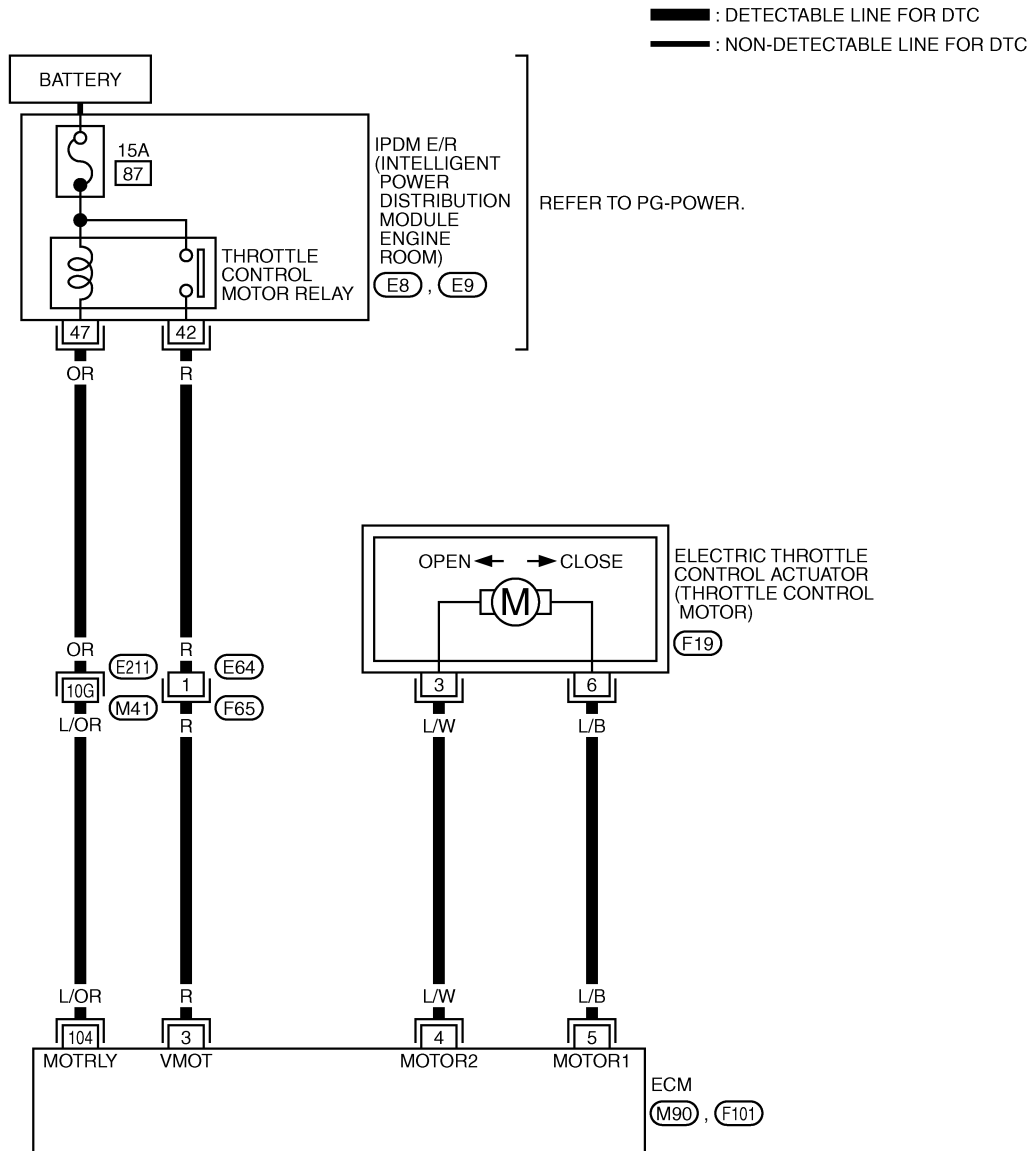 : DETECTABLE LINE FOR DTC
: NON-DETECTABLE LINE FOR DTC
BATTERY
15A
87
IPDM E/R
(INTELLIGENT
POWER
DISTRIBUTION
MODULE
ENGINE
ROOM)
E8 , E9
REFER TO PG-POWER.
THROTTLE
CONTROL
MOTOR RELAY
47 42
OR R
OPEN CLOSE
M
ELECTRIC THROTTLE
CONTROL ACTUATOR
(THROTTLE CONTROL
MOTOR)
F19
OR R
E211 E64
10G 1
M41 F65
L/OR R
3 6
L/W L/B
L/OR R L/W L/B
104 3 4 5
MOTRLY VMOT MOTOR2 MOTOR1
ECM
M90 , F101